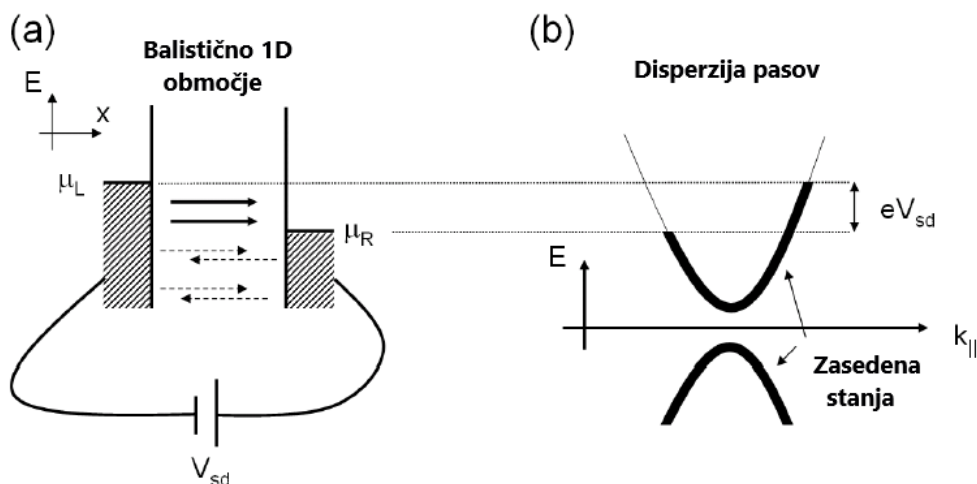 (a)
Balistično 1D
območje
E
x
μL
μR
Vsd
(b)
Disperzija pasov
eVsd
E
k||
Zasedena
stanja